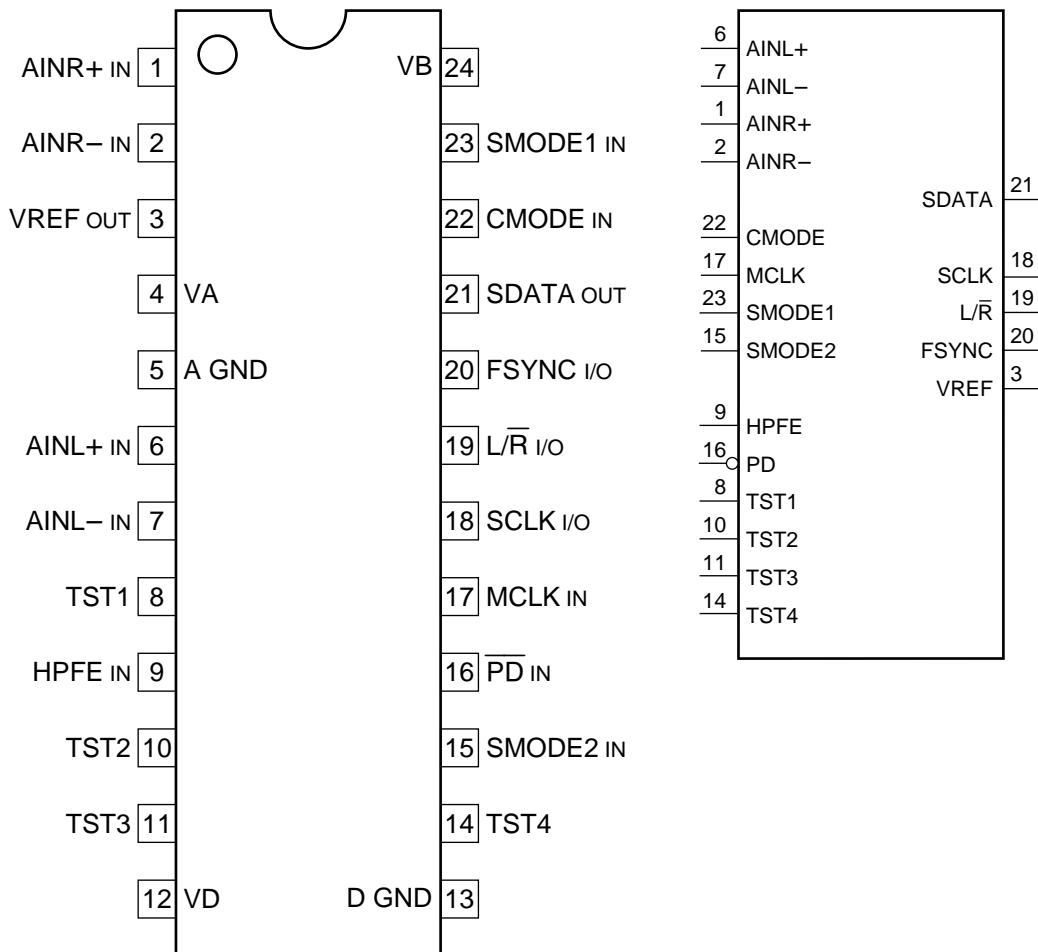 AINR+ IN 1
VB 24
AINR− IN 2
23 SMODE1 IN
VREF OUT 3
22 CMODE IN
4 VA
21 SDATA OUT
5 A GND
20 FSYNC I/O
AINL+ IN 6
19 L/R̅ I/O
AINL− IN 7
18 SCLK I/O
TST1 8
17 MCLK IN
HPFE IN 9
16 P̅D̅ IN
TST2 10
15 SMODE2 IN
TST3 11
14 TST4
12 VD
D GND 13
6 AINL+
7 AINL−
1 AINR+
2 AINR−
SDATA 21
22 CMODE
17 MCLK
SCLK 18
23 SMODE1
L/R̅ 19
15 SMODE2
FSYNC 20
VREF 3
9 HPFE
16 PD
8 TST1
10 TST2
11 TST3
14 TST4